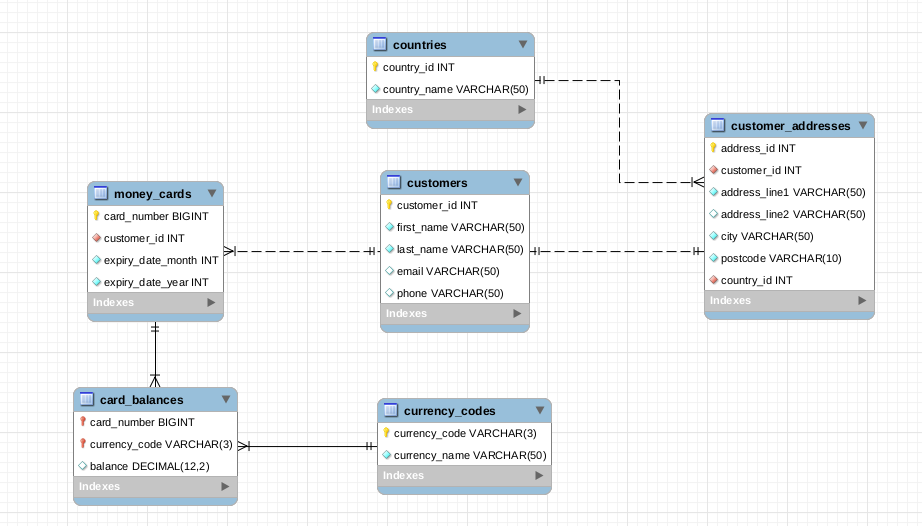 countries
country_id INT
country_name VARCHAR(50)
Indexes
customer_addresses
address_id INT
customer_id INT
address_line1 VARCHAR(50)
address_line2 VARCHAR(50)
city VARCHAR(50)
postcode VARCHAR(10)
country_id INT
Indexes
money_cards
card_number BIGINT
customer_id INT
expiry_date_month INT
expiry_date_year INT
Indexes
customers
customer_id INT
first_name VARCHAR(50)
last_name VARCHAR(50)
email VARCHAR(50)
phone VARCHAR(50)
Indexes
card_balances
card_number BIGINT
currency_code VARCHAR(3)
balance DECIMAL(12,2)
Indexes
currency_codes
currency_code VARCHAR(3)
currency_name VARCHAR(50)
Indexes